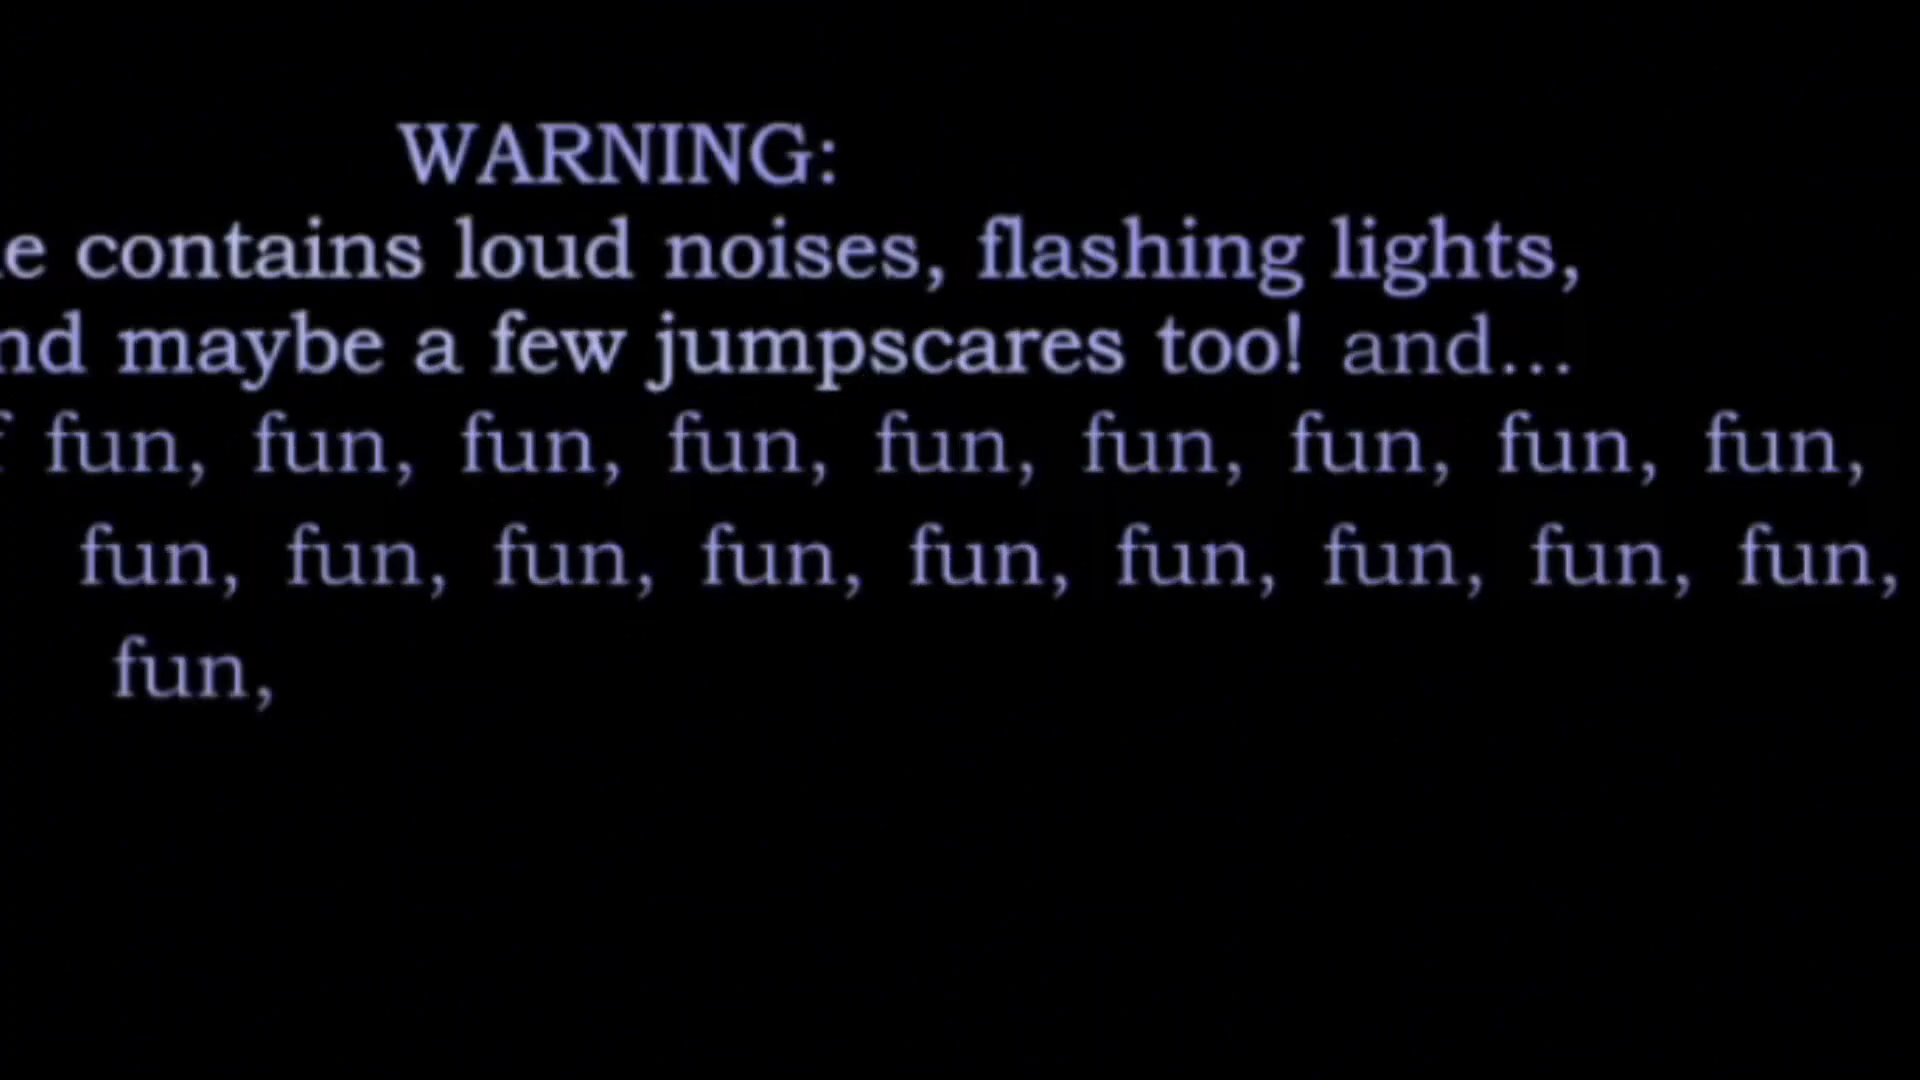 WARNING:
e contains loud noises, flashing lights,
nd maybe a few jumpscares too! and...
f fun, fun, fun, fun, fun, fun, fun, fun, fun,
fun, fun, fun, fun, fun, fun, fun, fun, fun,
fun,